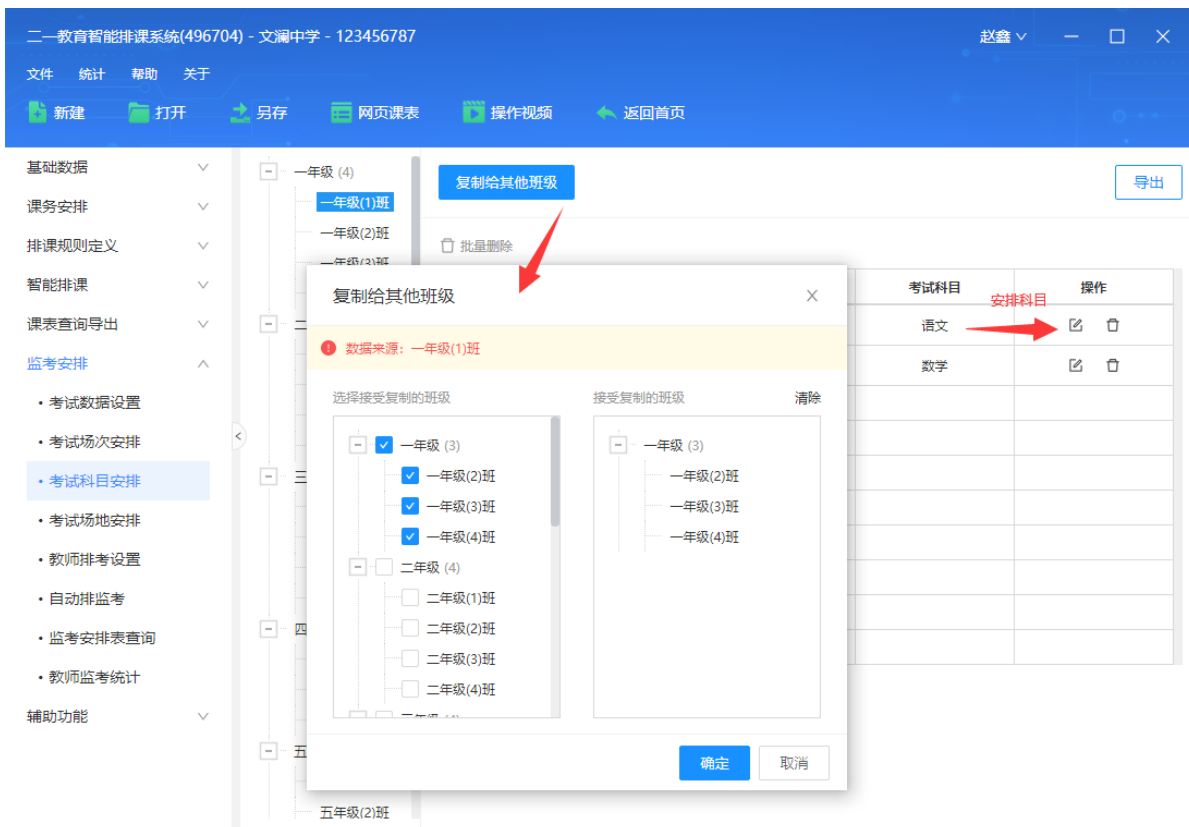 二一教育智能排课系统(496704) - 文澜中学 - 123456787
赵鑫
文件 统计 帮助 关于
新建 打开 另存 网页课表 操作视频 返回首页
基础数据
课务安排
排课规则定义
智能排课
课表查询导出
监考安排
• 考试数据设置
• 考试场次安排
• 考试科目安排
• 考试场地安排
• 教师排考设置
• 自动排监考
• 监考安排表查询
• 教师监考统计
辅助功能
一年级 (4)
一年级(1)班
一年级(2)班
一年级(3)班
二
三
四
五
五年级(2)班
复制给其他班级
导出
批量删除
考试科目 操作
安排科目
语文
数学
复制给其他班级
数据来源：一年级(1)班
选择接受复制的班级
一年级 (3)
一年级(2)班
一年级(3)班
一年级(4)班
二年级 (4)
二年级(1)班
二年级(2)班
二年级(3)班
二年级(4)班
三年级 (4)
接受复制的班级 清除
一年级 (3)
一年级(2)班
一年级(3)班
一年级(4)班
确定 取消